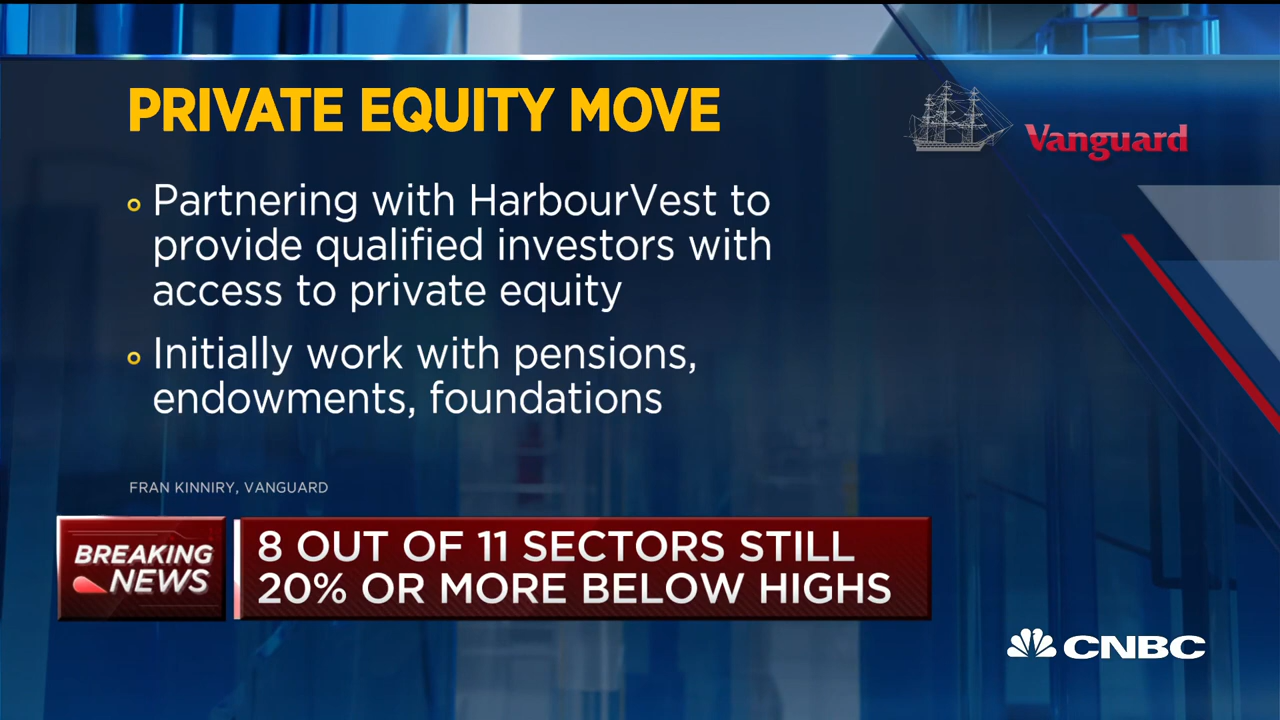 PRIVATE EQUITY MOVE
Vanguard
Partnering with HarbourVest to
provide qualified investors with
access to private equity
Initially work with pensions,
endowments, foundations
FRAN KINNIRY, VANGUARD
BREAKING
NEWS
8 OUT OF 11 SECTORS STILL
20% OR MORE BELOW HIGHS
CNBC